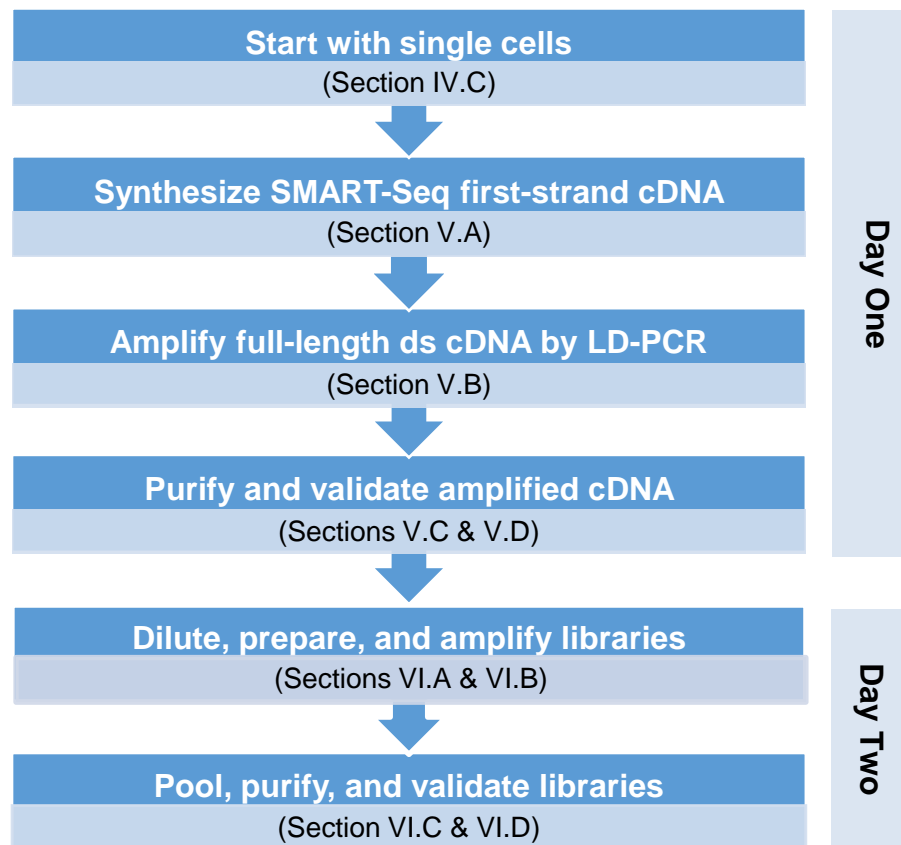 Start with single cells
(Section IV.C)
Synthesize SMART-Seq first-strand cDNA
(Section V.A)
Amplify full-length ds cDNA by LD-PCR
(Section V.B)
Purify and validate amplified cDNA
(Sections V.C & V.D)
Day One
Dilute, prepare, and amplify libraries
(Sections VI.A & VI.B)
Pool, purify, and validate libraries
(Section VI.C & VI.D)
Day Two